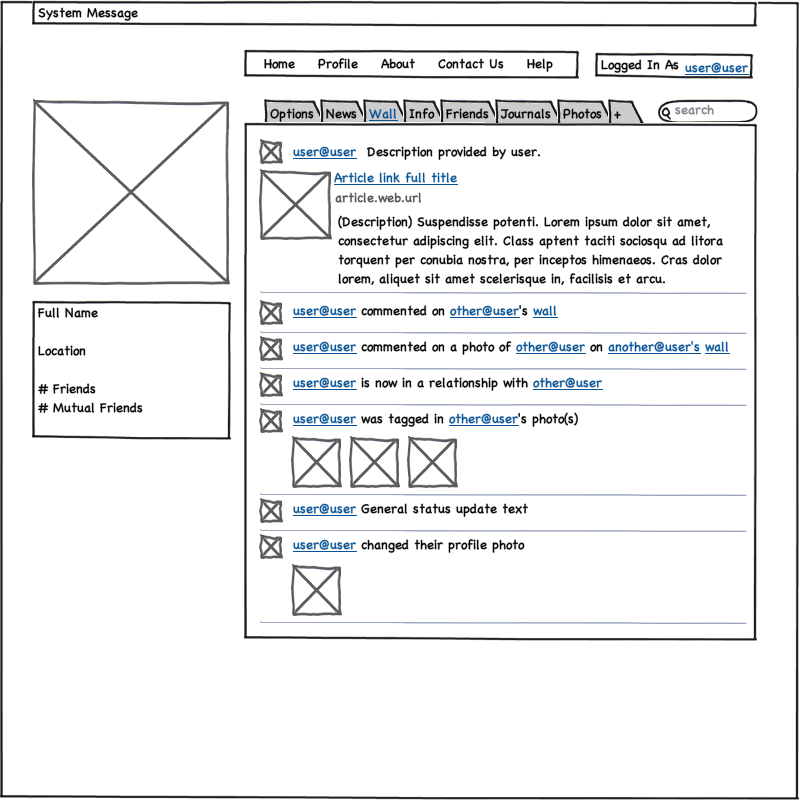 System Message
Home Profile About Contact Us Help
Logged In As user@user
Options News Wall Info Friends Journals Photos +
search
user@user Description provided by user.
Article link full title
article.web.url
(Description) Suspendisse potenti. Lorem ipsum dolor sit amet,
consectetur adipiscing elit. Class aptent taciti sociosqu ad litora
torquent per conubia nostra, per inceptos himenaeos. Cras dolor
lorem, aliquet sit amet scelerisque in, facilisis et arcu.
Full Name
Location
# Friends
# Mutual Friends
user@user commented on other@user's wall
user@user commented on a photo of other@user on another@user's wall
user@user is now in a relationship with other@user
user@user was tagged in other@user's photo(s)
user@user General status update text
user@user changed their profile photo